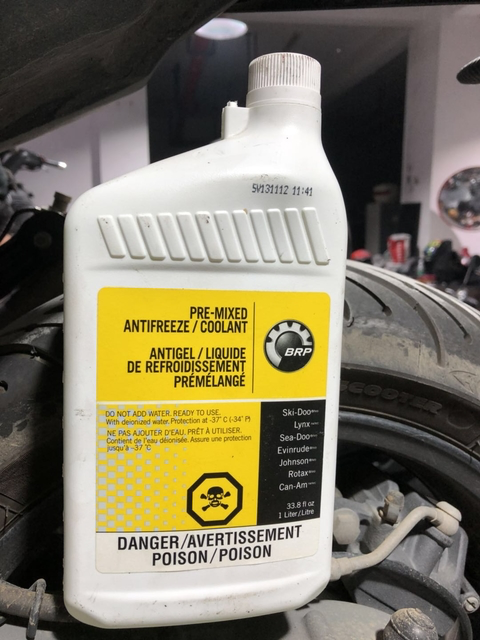 5V131112 11:41
PRE-MIXED
ANTIFREEZE / COOLANT
ANTIGEL / LIQUIDE
DE REFROIDISSEMENT
PRÉMÉLANGÉ
BRP
DO NOT ADD WATER. READY TO USE.
With deionized water. Protection at -37° C (-34° F)
NE PAS AJOUTER D'EAU. PRÊT À UTILISER.
Contient de l'eau déionisée. Assure une protection
jusqu'à -37 °C
Ski-Doo
Lynx
Sea-Doo
Evinrude
Johnson
Rotax
Can-Am
33.8 fl oz
1 Liter/Litre
DANGER/AVERTISSEMENT
POISON/POISON